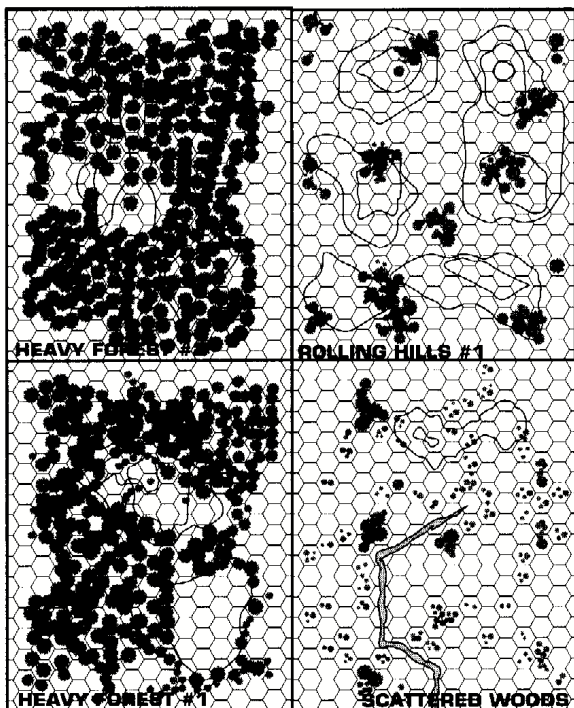 HEAVY FOREST #2
ROLLING HILLS #1
HEAVY FOREST #1
SCATTERED WOODS